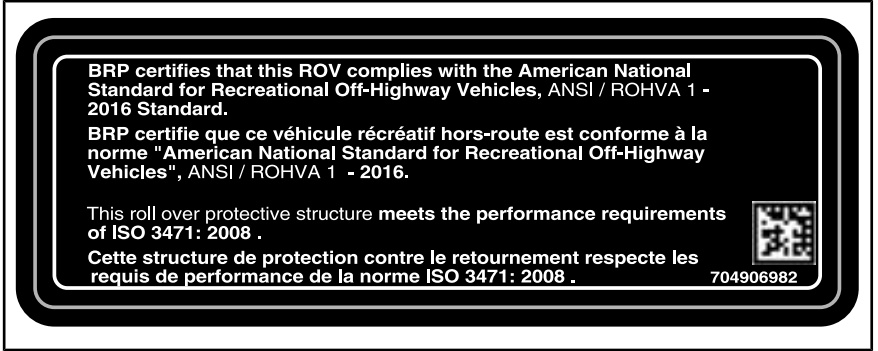 BRP certifies that this ROV complies with the American National
Standard for Recreational Off-Highway Vehicles, ANSI / ROHVA 1 -
2016 Standard.
BRP certifie que ce véhicule récréatif hors-route est conforme à la
norme "American National Standard for Recreational Off-Highway
Vehicles", ANSI / ROHVA 1 - 2016.
This roll over protective structure meets the performance requirements
of ISO 3471: 2008 .
Cette structure de protection contre le retournement respecte les
requis de performance de la norme ISO 3471: 2008 .
704906982